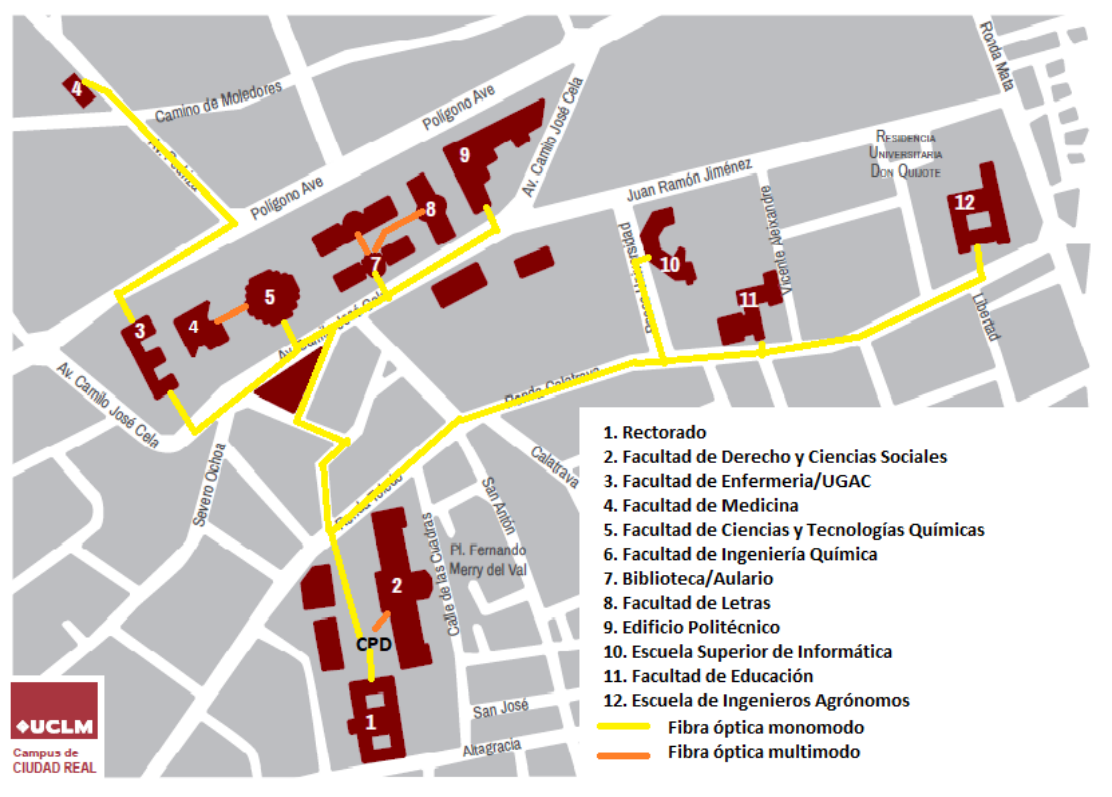 4
Camino de Moledores
Polígono Ave
Av. Camilo José Cela
Ronda Mata
RESIDENCIA
UNIVERSITARIA
DON QUIJOTE
Juan Ramón Jiménez
Vicente Aleixandre
Polígono Ave
9
8
7
12
10
11
5
4
3
Libertad
Av. Camilo José Cela
Severo Ochoa
Calatrava
San Antón
Calle de las Cuadras
Pl. Fernando
Merry del Val
2
CPD
1
San José
Altagracia
1. Rectorado
2. Facultad de Derecho y Ciencias Sociales
3. Facultad de Enfermeria/UGAC
4. Facultad de Medicina
5. Facultad de Ciencias y Tecnologías Químicas
6. Facultad de Ingeniería Química
7. Biblioteca/Aulario
8. Facultad de Letras
9. Edificio Politécnico
10. Escuela Superior de Informática
11. Facultad de Educación
12. Escuela de Ingenieros Agrónomos
Fibra óptica monomodo
Fibra óptica multimodo
UCLM
Campus de
CIUDAD REAL